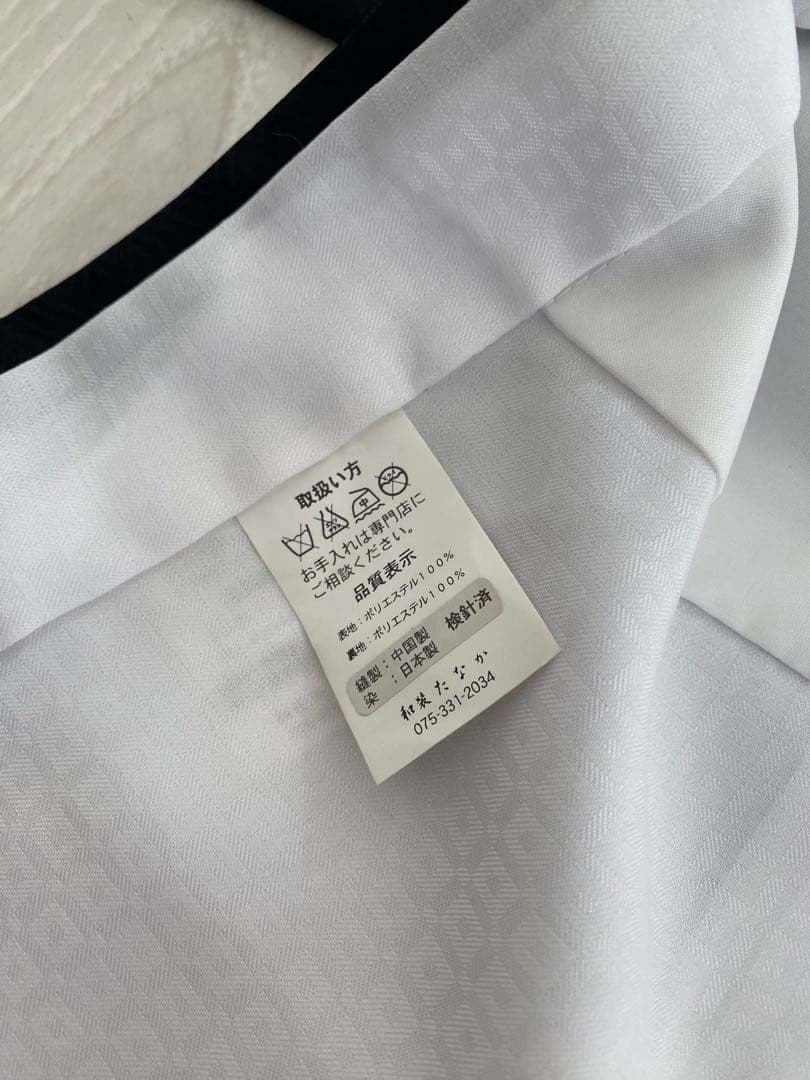 取扱い方
中
お手入れは専門店に
ご相談ください。
品質表示
表地：ポリエステル１００％
裏地：ポリエステル１００％
縫製：中国製 検針済
染　：日本製
和装たなか
075-331-2034